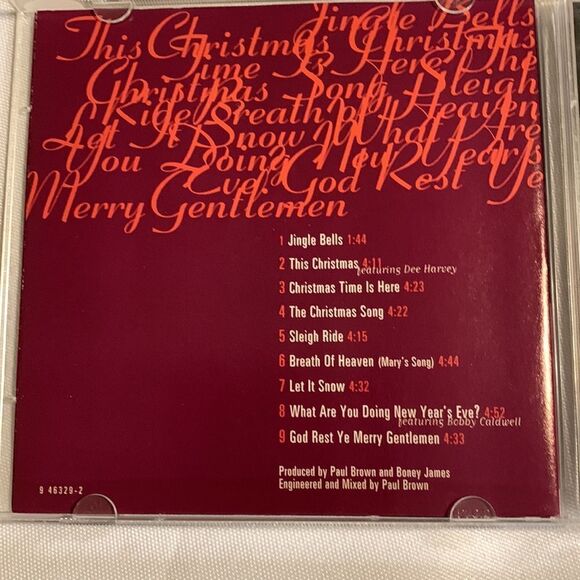 Jingle Bells
This Christmas Christmas
Time Is Here The
Christmas Song Sleigh
Ride Breath of Heaven
Let It Snow What Are
You Doing New Year's
Eve? God Rest Ye
Merry Gentlemen
1 Jingle Bells 1:44
2 This Christmas 4:11
featuring Dee Harvey
3 Christmas Time Is Here 4:23
4 The Christmas Song 4:22
5 Sleigh Ride 4:15
6 Breath Of Heaven (Mary's Song) 4:44
7 Let It Snow 4:32
8 What Are You Doing New Year's Eve? 4:52
featuring Bobby Caldwell
9 God Rest Ye Merry Gentlemen 4:33
Produced by Paul Brown and Boney James
Engineered and Mixed by Paul Brown
9 46329-2